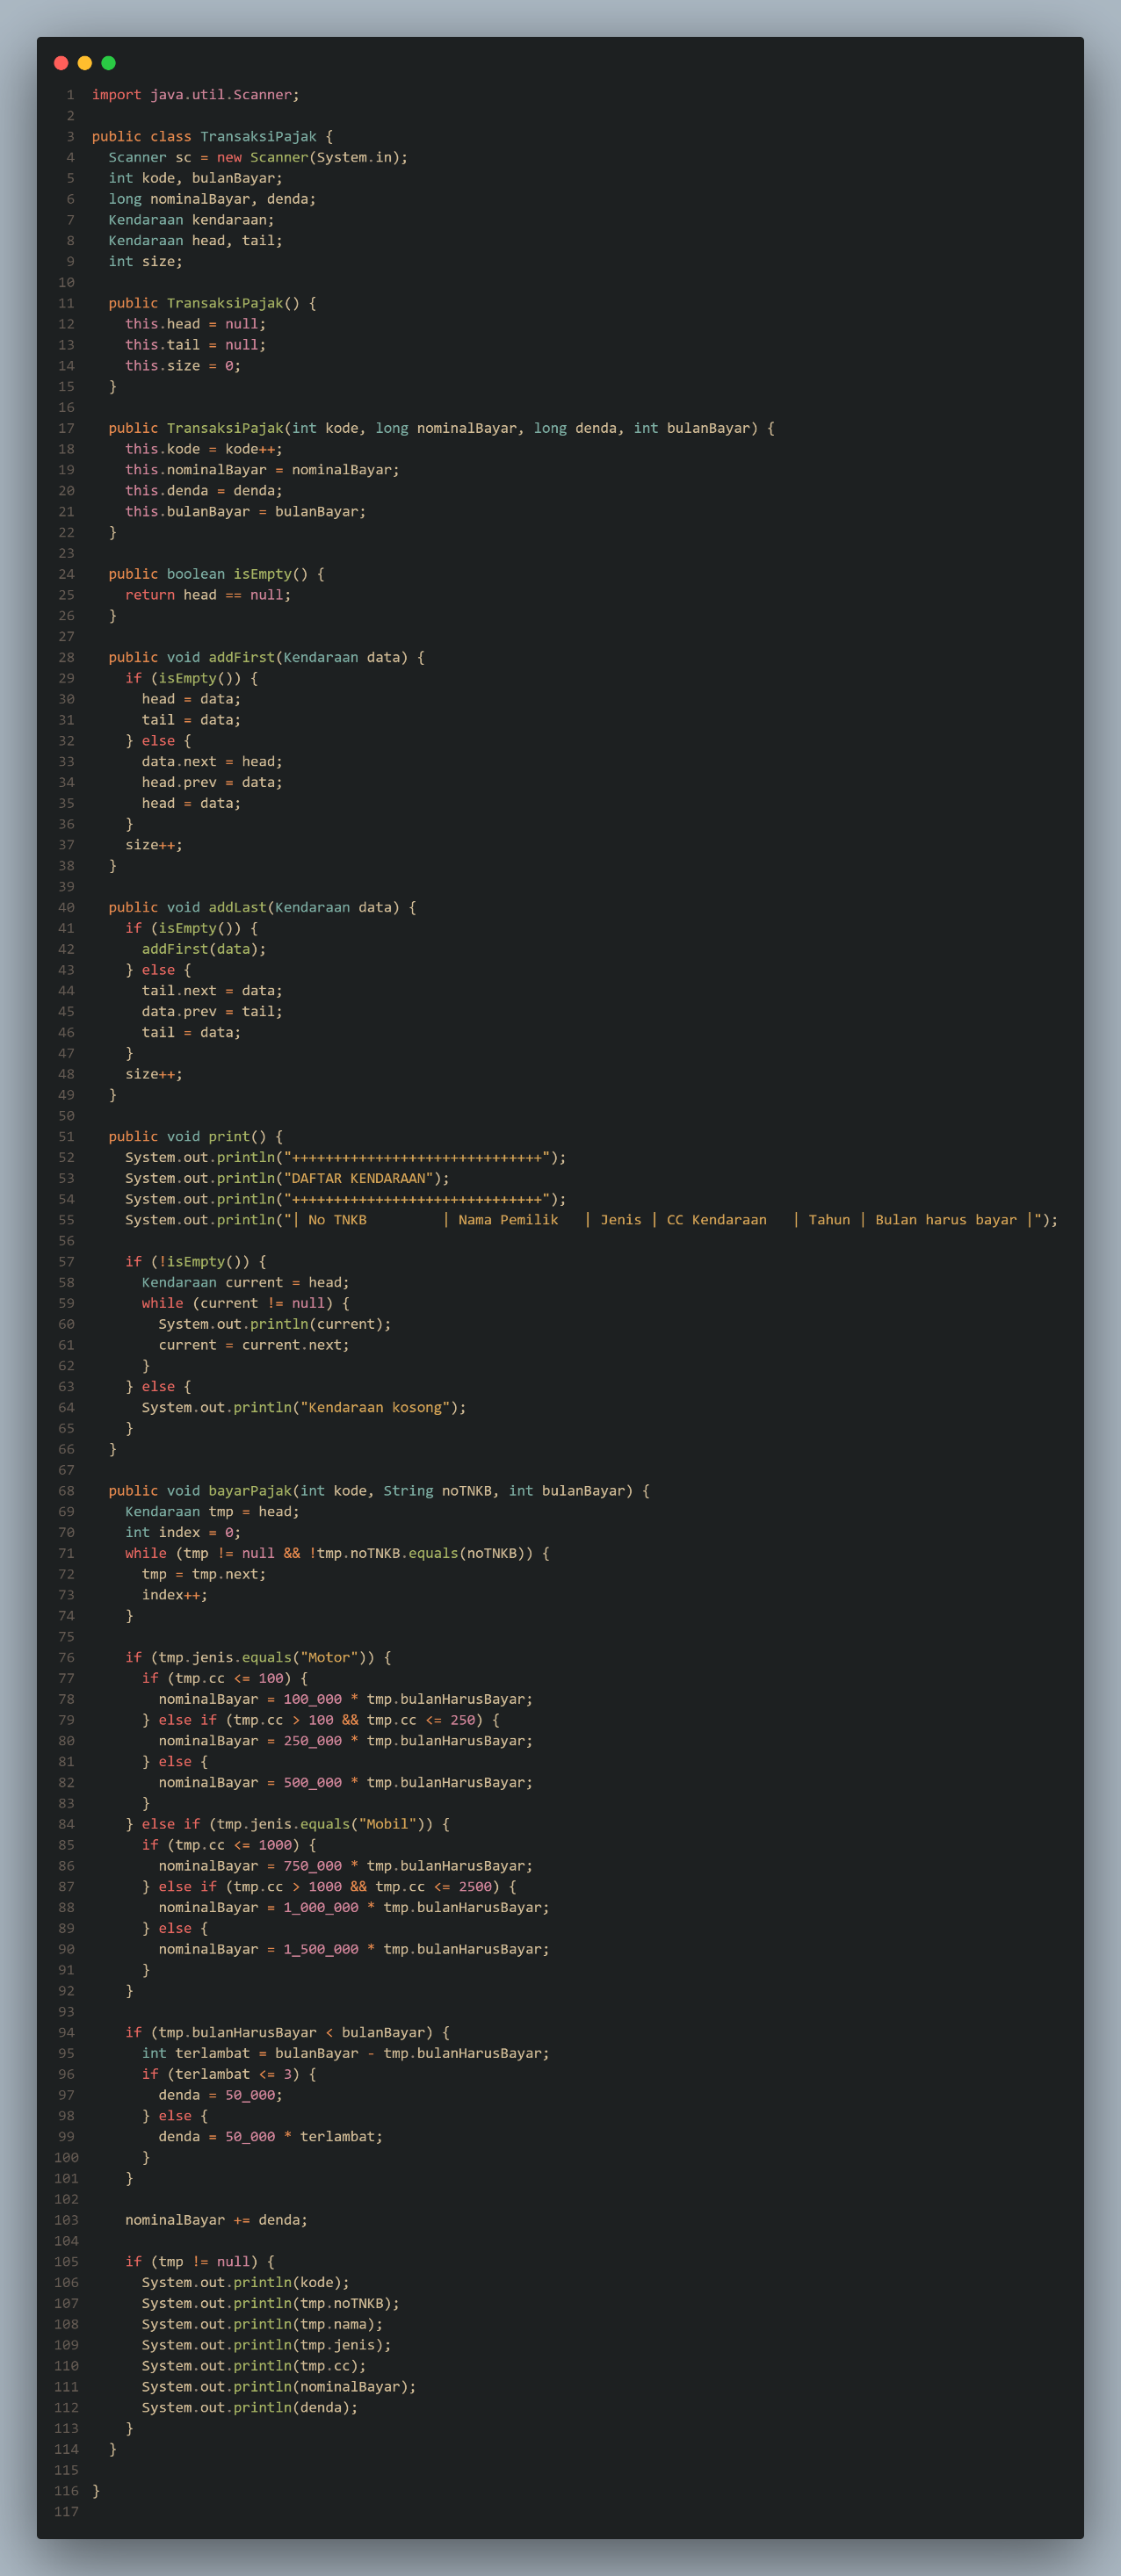 1 import java.util.Scanner;
2
3 public class TransaksiPajak {
4   Scanner sc = new Scanner(System.in);
5   int kode, bulanBayar;
6   long nominalBayar, denda;
7   Kendaraan kendaraan;
8   Kendaraan head, tail;
9   int size;
10
11   public TransaksiPajak() {
12     this.head = null;
13     this.tail = null;
14     this.size = 0;
15   }
16
17   public TransaksiPajak(int kode, long nominalBayar, long denda, int bulanBayar) {
18     this.kode = kode++;
19     this.nominalBayar = nominalBayar;
20     this.denda = denda;
21     this.bulanBayar = bulanBayar;
22   }
23
24   public boolean isEmpty() {
25     return head == null;
26   }
27
28   public void addFirst(Kendaraan data) {
29     if (isEmpty()) {
30       head = data;
31       tail = data;
32     } else {
33       data.next = head;
34       head.prev = data;
35       head = data;
36     }
37     size++;
38   }
39
40   public void addLast(Kendaraan data) {
41     if (isEmpty()) {
42       addFirst(data);
43     } else {
44       tail.next = data;
45       data.prev = tail;
46       tail = data;
47     }
48     size++;
49   }
50
51   public void print() {
52     System.out.println("++++++++++++++++++++++++++++++");
53     System.out.println("DAFTAR KENDARAAN");
54     System.out.println("++++++++++++++++++++++++++++++");
55     System.out.println("| No TNKB         | Nama Pemilik   | Jenis | CC Kendaraan   | Tahun | Bulan harus bayar |");
56
57     if (!isEmpty()) {
58       Kendaraan current = head;
59       while (current != null) {
60         System.out.println(current);
61         current = current.next;
62       }
63     } else {
64       System.out.println("Kendaraan kosong");
65     }
66   }
67
68   public void bayarPajak(int kode, String noTNKB, int bulanBayar) {
69     Kendaraan tmp = head;
70     int index = 0;
71     while (tmp != null && !tmp.noTNKB.equals(noTNKB)) {
72       tmp = tmp.next;
73       index++;
74     }
75
76     if (tmp.jenis.equals("Motor")) {
77       if (tmp.cc <= 100) {
78         nominalBayar = 100_000 * tmp.bulanHarusBayar;
79       } else if (tmp.cc > 100 && tmp.cc <= 250) {
80         nominalBayar = 250_000 * tmp.bulanHarusBayar;
81       } else {
82         nominalBayar = 500_000 * tmp.bulanHarusBayar;
83       }
84     } else if (tmp.jenis.equals("Mobil")) {
85       if (tmp.cc <= 1000) {
86         nominalBayar = 750_000 * tmp.bulanHarusBayar;
87       } else if (tmp.cc > 1000 && tmp.cc <= 2500) {
88         nominalBayar = 1_000_000 * tmp.bulanHarusBayar;
89       } else {
90         nominalBayar = 1_500_000 * tmp.bulanHarusBayar;
91       }
92     }
93
94     if (tmp.bulanHarusBayar < bulanBayar) {
95       int terlambat = bulanBayar - tmp.bulanHarusBayar;
96       if (terlambat <= 3) {
97         denda = 50_000;
98       } else {
99         denda = 50_000 * terlambat;
100       }
101     }
102
103     nominalBayar += denda;
104
105     if (tmp != null) {
106       System.out.println(kode);
107       System.out.println(tmp.noTNKB);
108       System.out.println(tmp.nama);
109       System.out.println(tmp.jenis);
110       System.out.println(tmp.cc);
111       System.out.println(nominalBayar);
112       System.out.println(denda);
113     }
114   }
115
116 }
117